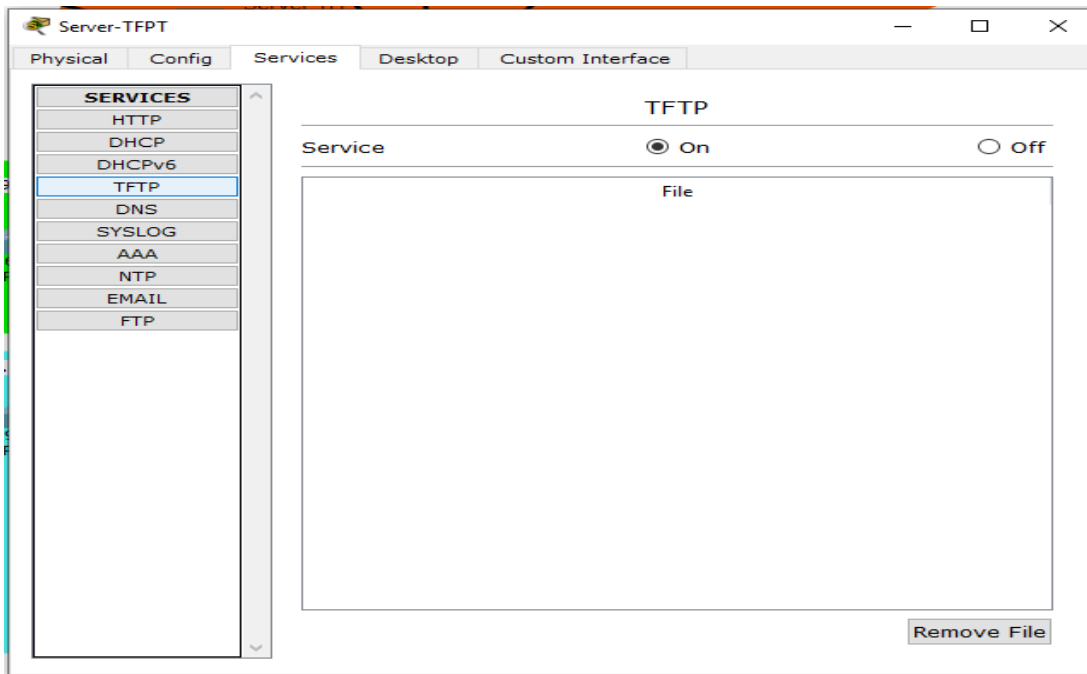 Server-TFPT
Physical Config Services Desktop Custom Interface
SERVICES
HTTP
DHCP
DHCPv6
TFTP
DNS
SYSLOG
AAA
NTP
EMAIL
FTP
TFTP
Service On Off
File
Remove File